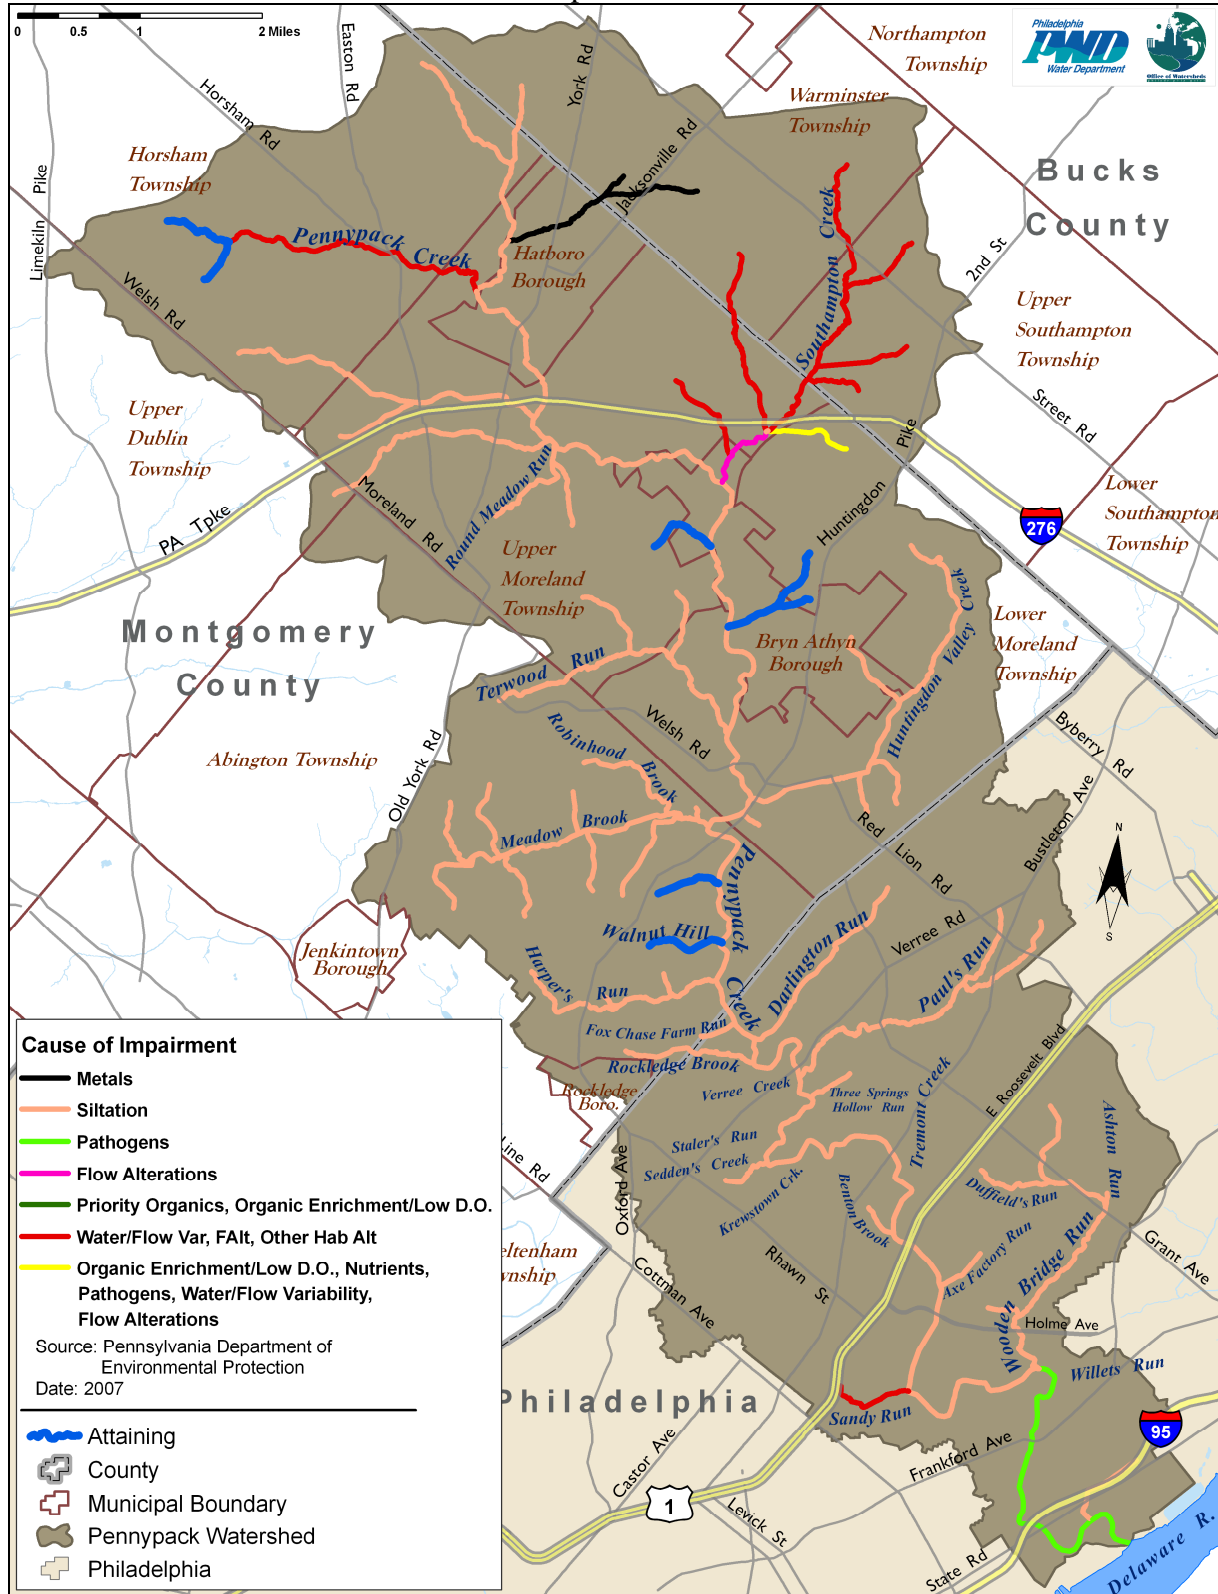 0 0.5 1 2 Miles
Philadelphia
PWD
Water Department
Office of Watersheds
Northampton
Township
Warminster
Township
Bucks
County
Easton Rd
York Rd
Horsham Rd
Jacksonville Rd
Horsham
Township
Limekiln Pike
Pennypack Creek
Hatboro
Borough
Southampton Creek
2nd St
Upper
Southampton
Township
Welsh Rd
Street Rd
Upper
Dublin
Township
Pike
Huntingdon
Lower
Southampton
Township
276
PA Tpke
Moreland Rd
Round Meadow Run
Upper
Moreland
Township
Montgomery
County
Bryn Athyn
Borough
Huntingdon Valley Creek
Lower
Moreland
Township
Terwood Run
Welsh Rd
Byberry Rd
Robinhood Brook
Abington Township
Old York Rd
Meadow Brook
Red Lion Rd
Bustleton Ave
N
S
Pennypack Creek
Walnut Hill
Verree Rd
Darlington Run
Paul's Run
Jenkintown
Borough
Harper's Run
Fox Chase Farm Run
Rockledge Brook
Rockledge
Boro.
Verree Creek
Three Springs
Hollow Run
Tremont Creek
E Roosevelt Blvd
Ashton Run
Staler's Run
Sedden's Creek
Krewstown Crk.
Benton Brook
Duffield's Run
Line Rd
Oxford Ave
eltenham
wnship
Cottman Ave
Rhawn St
Axe Factory Run
Wooden Bridge Run
Grant Ave
Holme Ave
Willets Run
Philadelphia
Sandy Run
Frankford Ave
95
Castor Ave
1
Levick St
State Rd
Delaware R.
Cause of Impairment
Metals
Siltation
Pathogens
Flow Alterations
Priority Organics, Organic Enrichment/Low D.O.
Water/Flow Var, FAlt, Other Hab Alt
Organic Enrichment/Low D.O., Nutrients,
Pathogens, Water/Flow Variability,
Flow Alterations
Source: Pennsylvania Department of
Environmental Protection
Date: 2007
Attaining
County
Municipal Boundary
Pennypack Watershed
Philadelphia